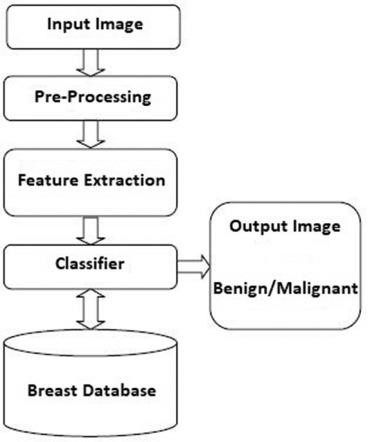 Input Image
Pre-Processing
Feature Extraction
Classifier
Output Image
Benign/Malignant
Breast Database